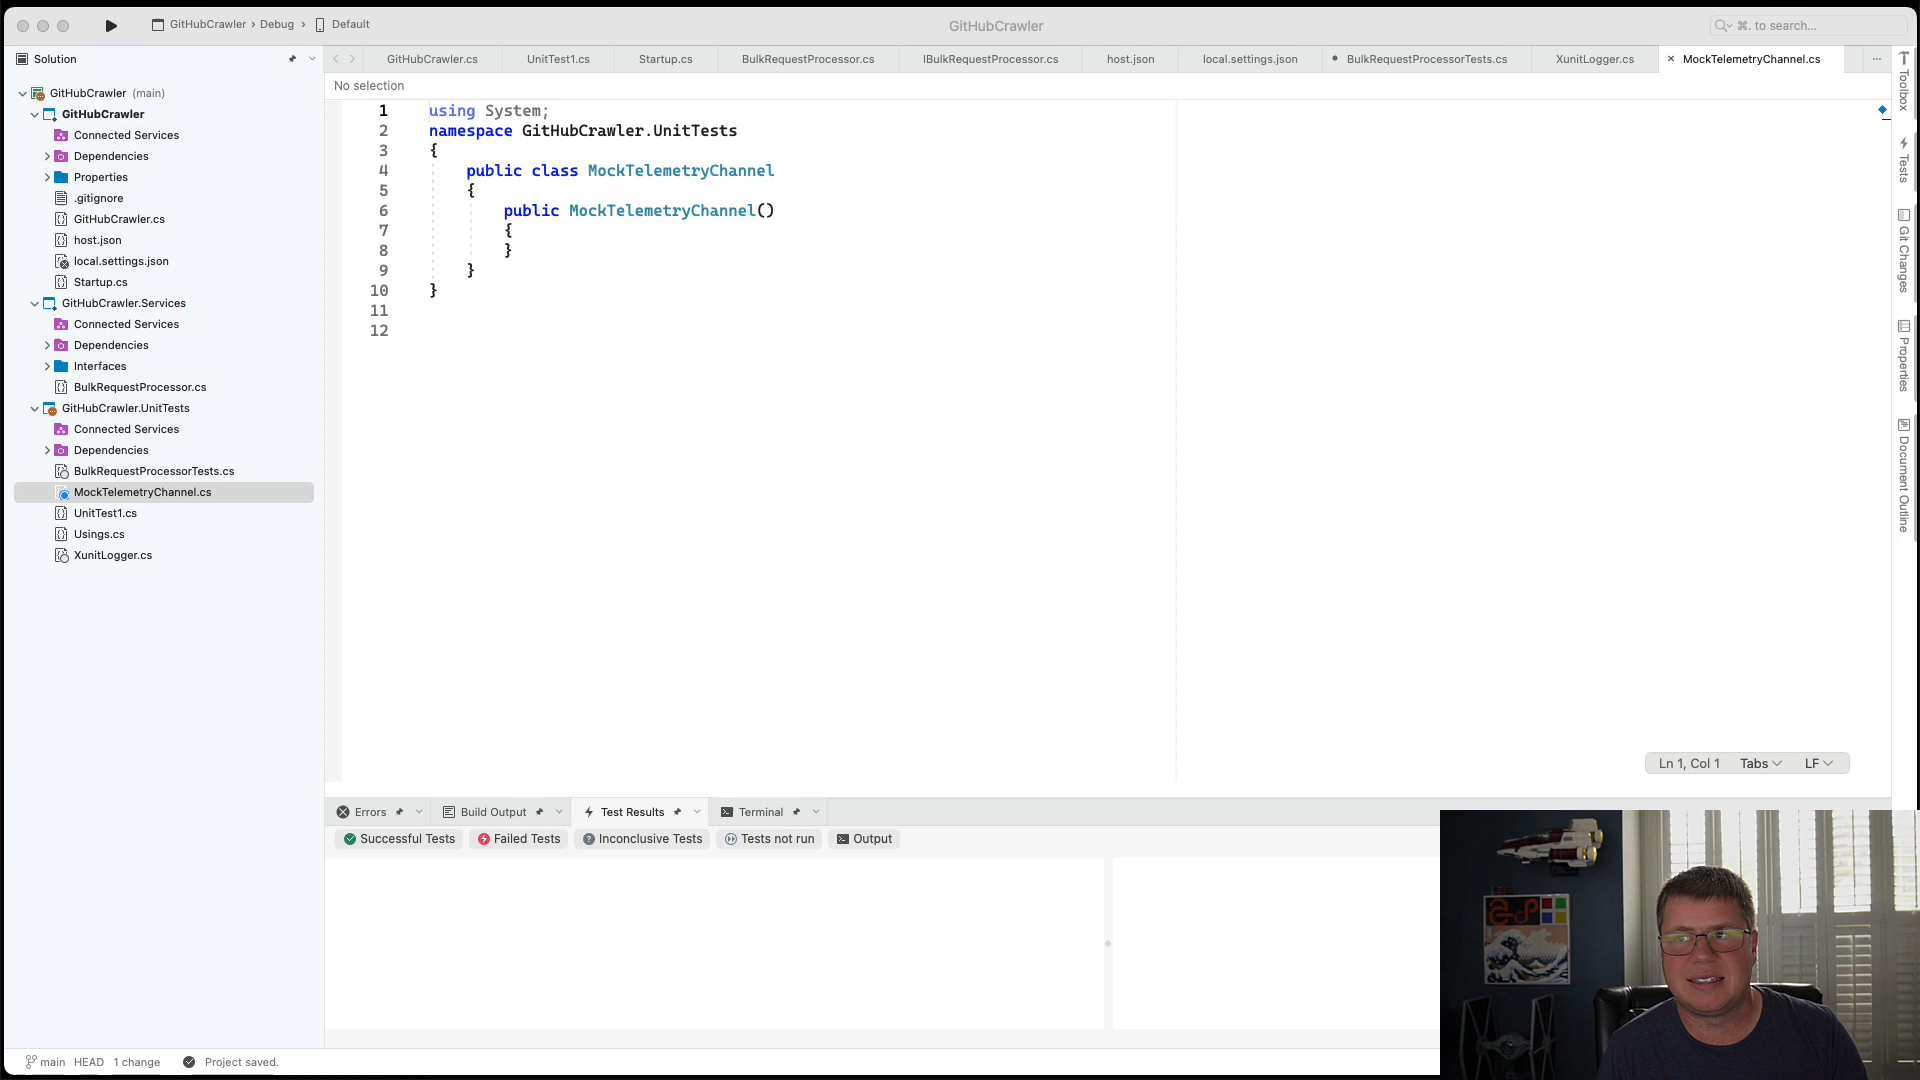 GitHubCrawler › Debug › Default
GitHubCrawler
⌘. to search...
Solution
GitHubCrawler.cs
UnitTest1.cs
Startup.cs
BulkRequestProcessor.cs
IBulkRequestProcessor.cs
host.json
local.settings.json
BulkRequestProcessorTests.cs
XunitLogger.cs
MockTelemetryChannel.cs
No selection
GitHubCrawler (main)
GitHubCrawler
Connected Services
Dependencies
Properties
.gitignore
GitHubCrawler.cs
host.json
local.settings.json
Startup.cs
GitHubCrawler.Services
Connected Services
Dependencies
Interfaces
BulkRequestProcessor.cs
GitHubCrawler.UnitTests
Connected Services
Dependencies
BulkRequestProcessorTests.cs
MockTelemetryChannel.cs
UnitTest1.cs
Usings.cs
XunitLogger.cs
1 using System;
2 namespace GitHubCrawler.UnitTests
3 {
4 public class MockTelemetryChannel
5 {
6 public MockTelemetryChannel()
7 {
8 }
9 }
10 }
11
12
Toolbox
Tests
Git Changes
Properties
Document Outline
Ln 1, Col 1 Tabs LF
Errors
Build Output
Test Results
Terminal
Successful Tests
Failed Tests
Inconclusive Tests
Tests not run
Output
main HEAD 1 change Project saved.